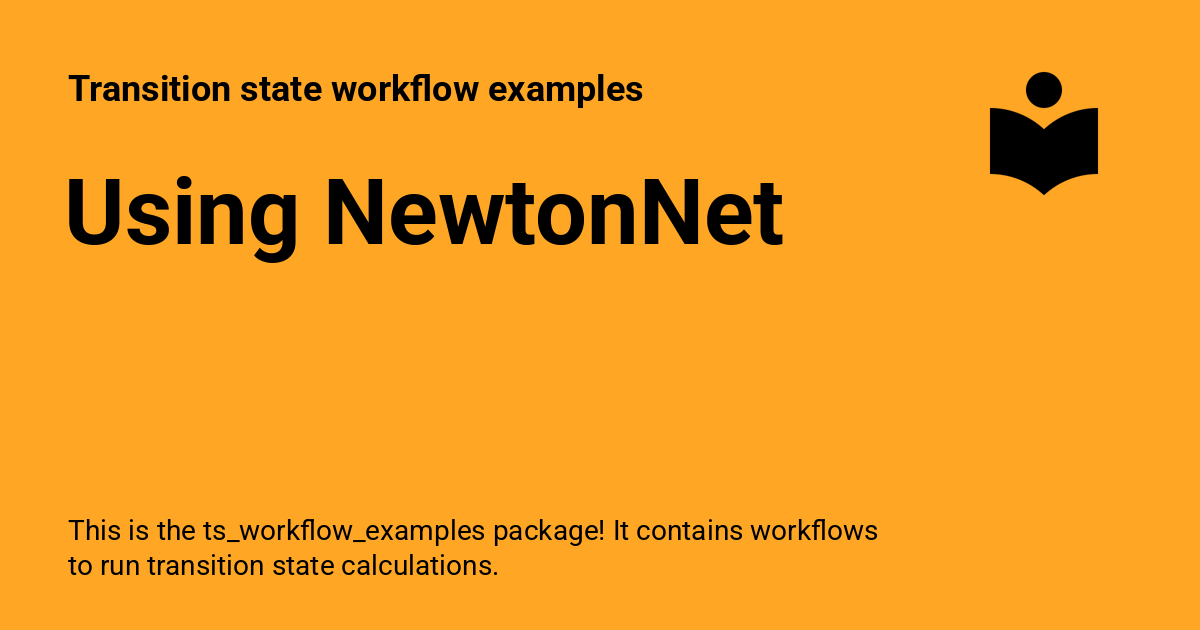 Transition state workflow examples
Using NewtonNet
This is the ts_workflow_examples package! It contains workflows
to run transition state calculations.